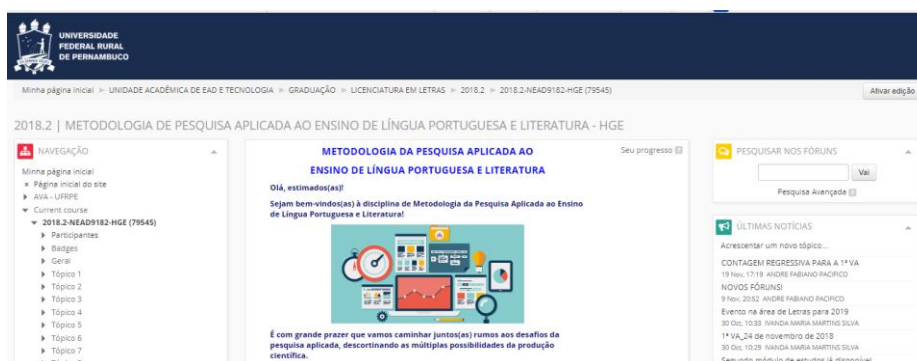 UNIVERSIDADE
FEDERAL RURAL
DE PERNAMBUCO
Minha página inicial ► UNIDADE ACADÊMICA DE EAD E TECNOLOGIA ► GRADUAÇÃO ► LICENCIATURA EM LETRAS ► 2018.2 ► 2018.2-NEAD9182-HGE (79545)
Ativar edição
2018.2 | METODOLOGIA DE PESQUISA APLICADA AO ENSINO DE LÍNGUA PORTUGUESA E LITERATURA - HGE
NAVEGAÇÃO
Minha página inicial
Página inicial do site
AVA - UFRPE
Current course
2018.2-NEAD9182-HGE (79545)
Participantes
Badges
Geral
Tópico 1
Tópico 2
Tópico 3
Tópico 4
Tópico 5
Tópico 6
Tópico 7
METODOLOGIA DA PESQUISA APLICADA AO
ENSINO DE LÍNGUA PORTUGUESA E LITERATURA
Seu progresso
Olá, estimados(as)!
Sejam bem-vindos(as) à disciplina de Metodologia da Pesquisa Aplicada ao Ensino
de Língua Portuguesa e Literatura!
É com grande prazer que vamos caminhar juntos(as) rumos aos desafios da
pesquisa aplicada, descortinando as múltiplas possibilidades da produção
científica.
PESQUISAR NOS FÓRUNS
Vai
Pesquisa Avançada
ÚLTIMAS NOTÍCIAS
Acrescentar um novo tópico...
CONTAGEM REGRESSIVA PARA A 1ª VA
19 Nov, 17:19 ANDRE FABIANO PACIFICO
NOVOS FÓRUNS!
9 Nov, 20:52 ANDRE FABIANO PACIFICO
Evento na área de Letras para 2019
30 Oct, 10:33 IVANDA MARIA MARTINS SILVA
1ª VA_24 de novembro de 2018
30 Oct, 10:29 IVANDA MARIA MARTINS SILVA
Segundo módulo de estudos já disponível